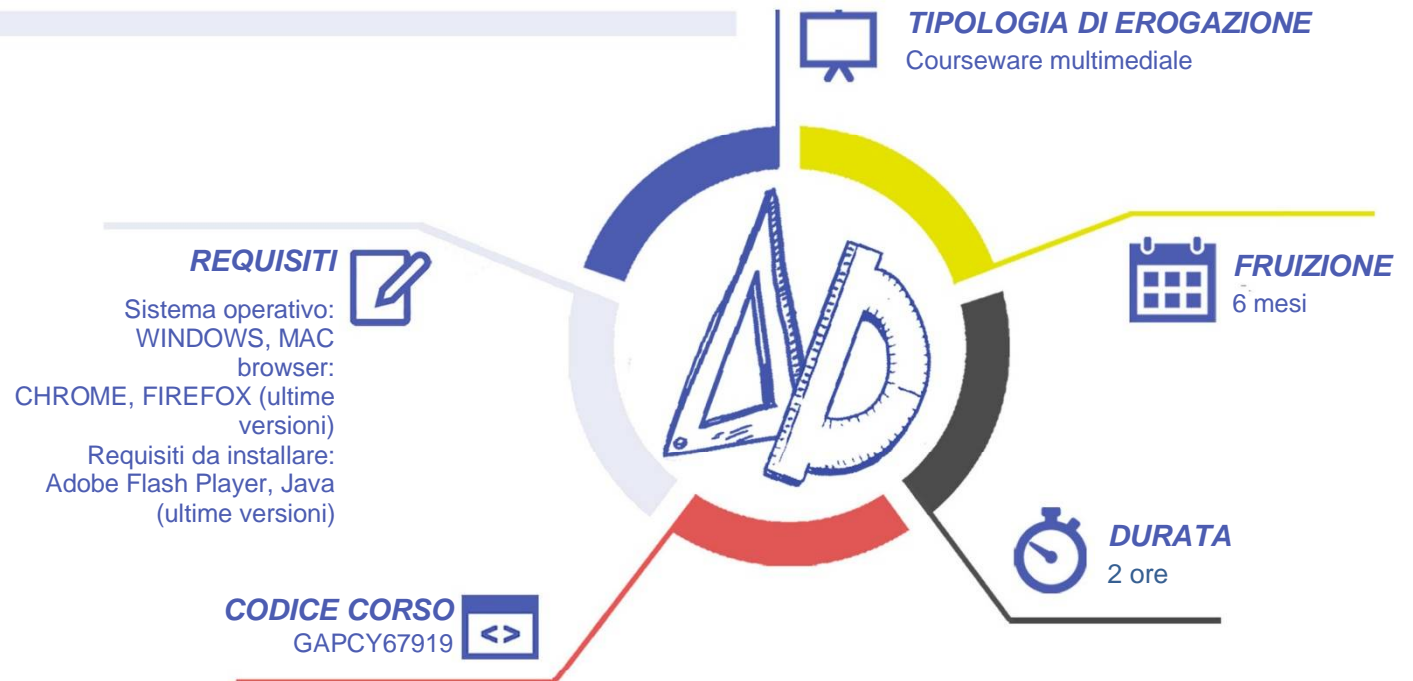 TIPOLOGIA DI EROGAZIONE
Courseware multimediale
REQUISITI
Sistema operativo:
WINDOWS, MAC
browser:
CHROME, FIREFOX (ultime
versioni)
Requisiti da installare:
Adobe Flash Player, Java
(ultime versioni)
FRUIZIONE
6 mesi
DURATA
2 ore
CODICE CORSO
GAPCY67919
<>